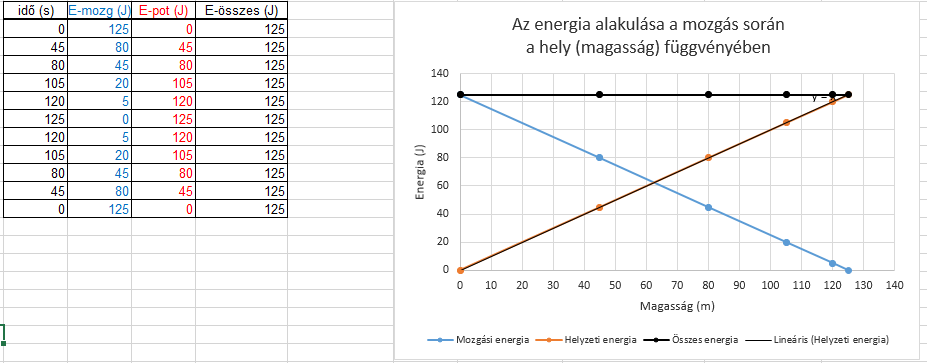 idő (s) E-mozg (J) E-pot (J) E-összes (J)
0 125 0 125
45 80 45 125
80 45 80 125
105 20 105 125
120 5 120 125
125 0 125 125
120 5 120 125
105 20 105 125
80 45 80 125
45 80 45 125
0 125 0 125
Az energia alakulása a mozgás során
a hely (magasság) függvényében
140
120
100
80
60
40
20
0
Energia (J)
y =
0 10 20 30 40 50 60 70 80 90 100 110 120 130 140
Magasság (m)
Mozgási energia Helyzeti energia Összes energia Lineáris (Helyzeti energia)